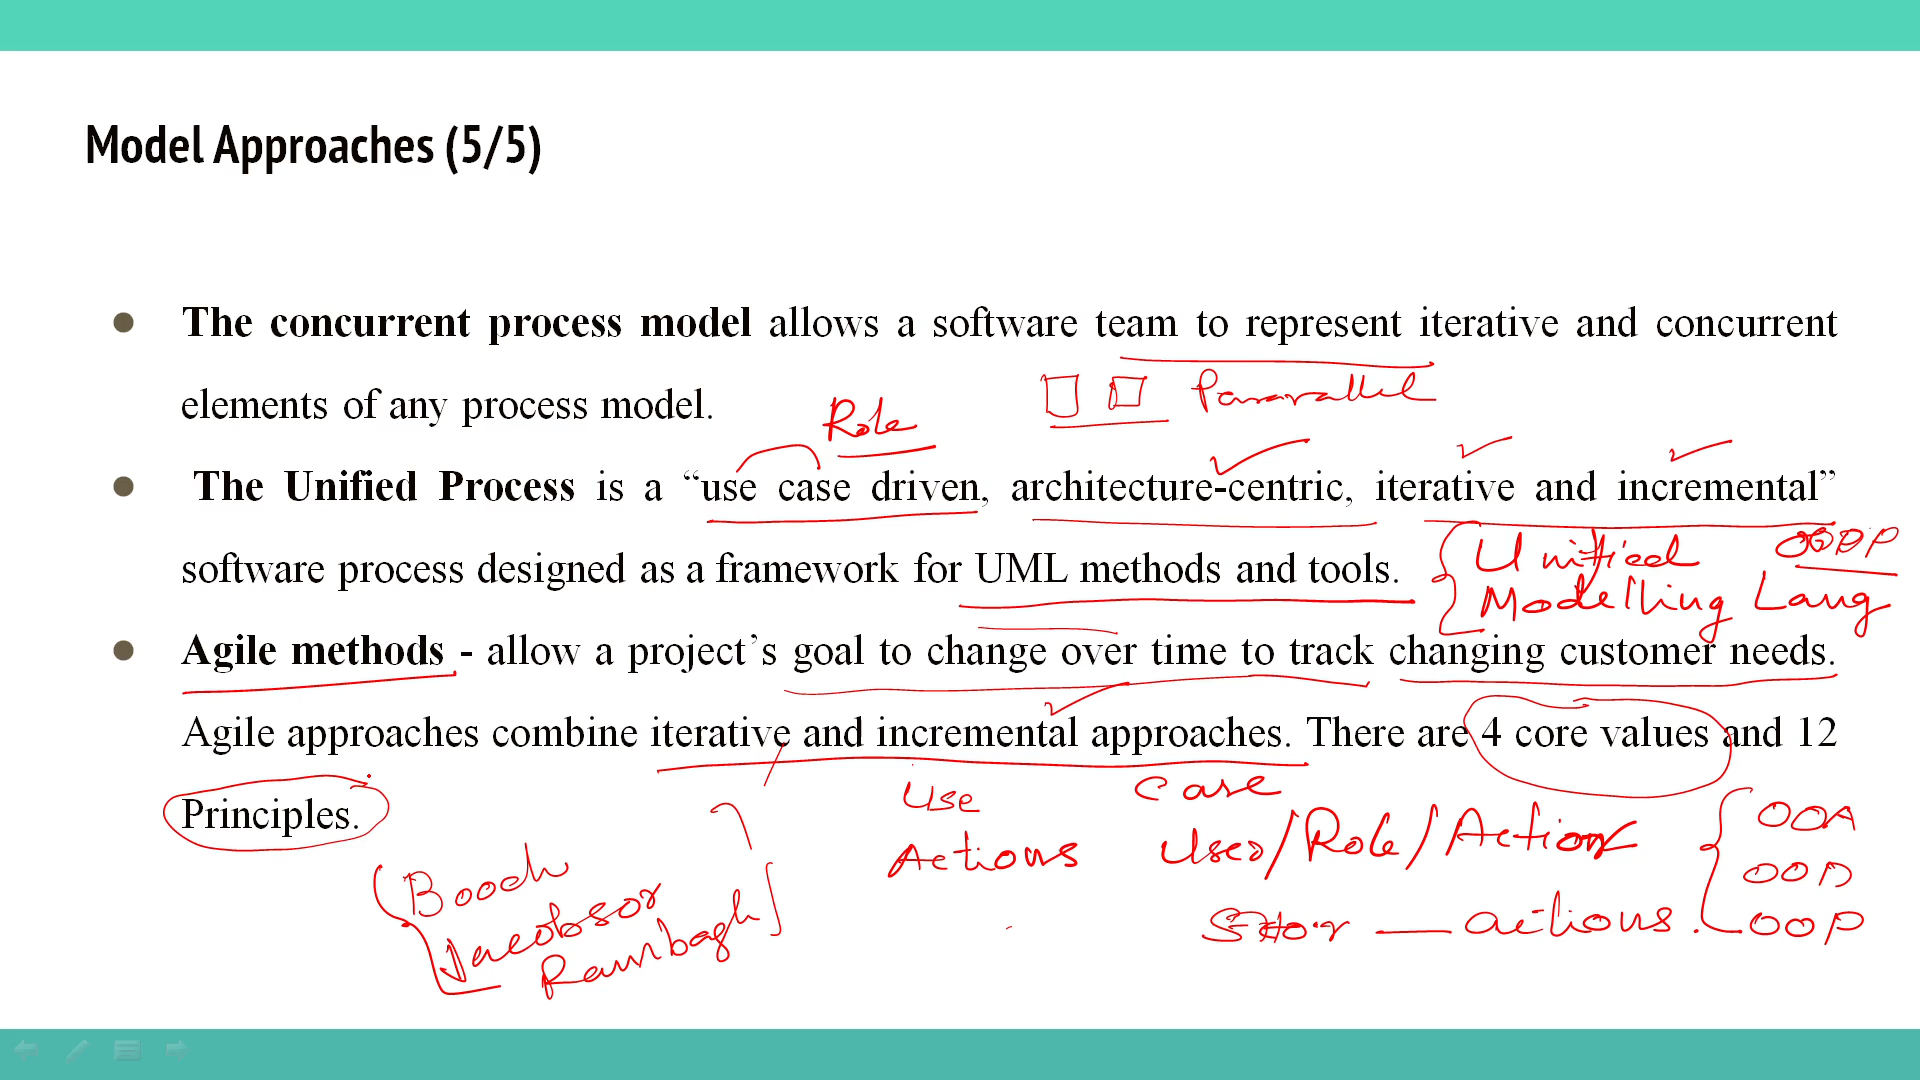 Model Approaches (5/5)
● The concurrent process model allows a software team to represent iterative and concurrent
elements of any process model.
Pararallel
Role
● The Unified Process is a “use case driven, architecture-centric, iterative and incremental”
software process designed as a framework for UML methods and tools.
Unified
Modelling Lang
● Agile methods - allow a project’s goal to change over time to track changing customer needs.
Agile approaches combine iterative and incremental approaches. There are 4 core values and 12
Principles.
Use Case
Actions User/Role/Action
actions.
OOA
OOD
OOP
Booch
Jacobson
Rambagh